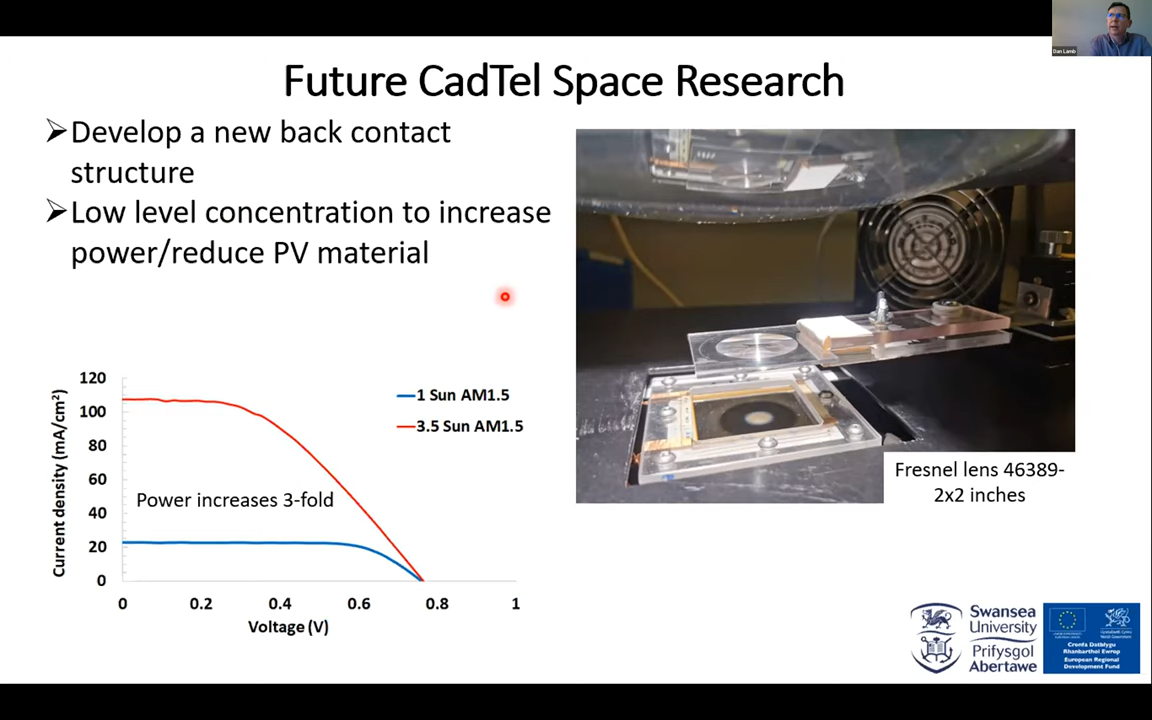 Dan Lamb
Future CadTel Space Research
➢Develop a new back contact
structure
➢Low level concentration to increase
power/reduce PV material
120
100
80
60
40
20
0
Current density (mA/cm²)
1 Sun AM1.5
3.5 Sun AM1.5
Power increases 3-fold
0 0.2 0.4 0.6 0.8 1
Voltage (V)
Fresnel lens 46389-
2x2 inches
Swansea
University
Prifysgol
Abertawe
Cronfa Datblygu
Rhanbarthol Ewrop
European Regional
Development Fund